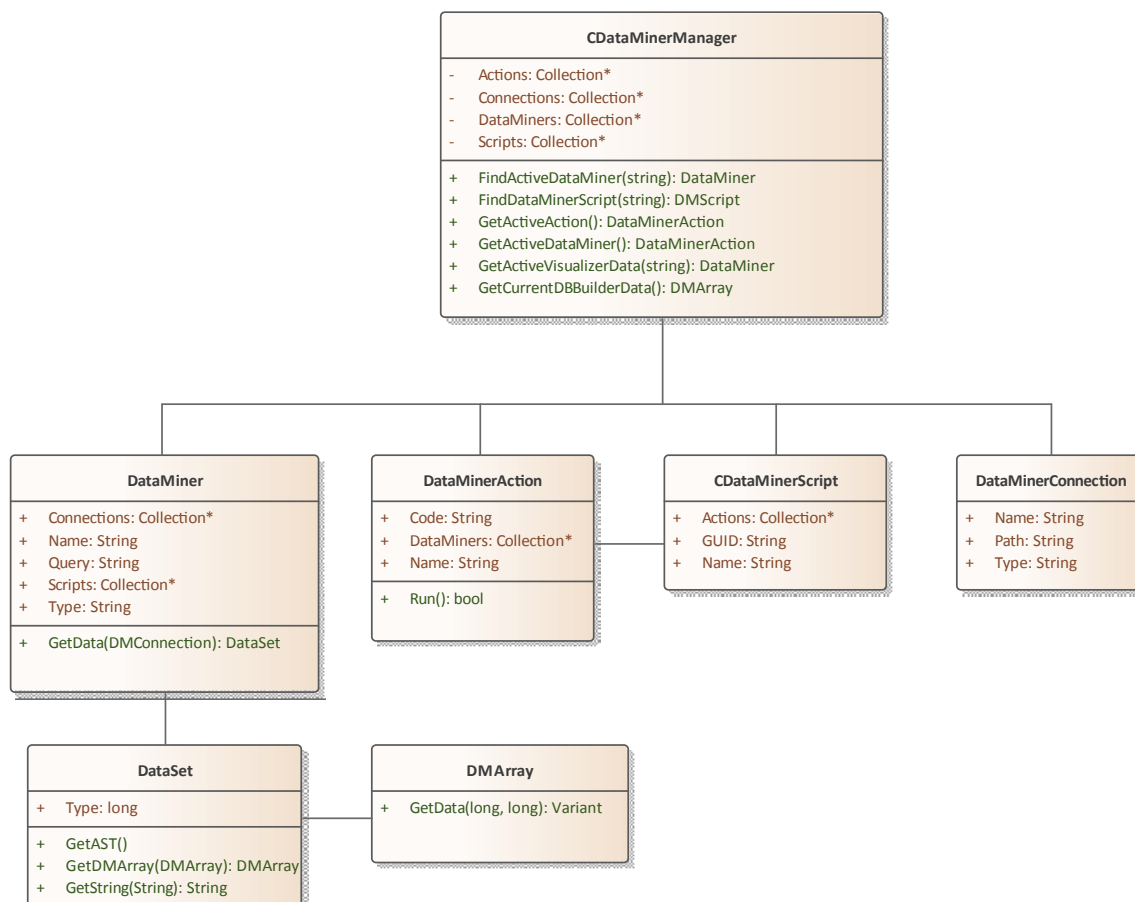 CDataMinerManager
- Actions: Collection*
- Connections: Collection*
- DataMiners: Collection*
- Scripts: Collection*
+ FindActiveDataMiner(string): DataMiner
+ FindDataMinerScript(string): DMScript
+ GetActiveAction(): DataMinerAction
+ GetActiveDataMiner(): DataMinerAction
+ GetActiveVisualizerData(string): DataMiner
+ GetCurrentDBBuilderData(): DMArray
DataMiner
+ Connections: Collection*
+ Name: String
+ Query: String
+ Scripts: Collection*
+ Type: String
+ GetData(DMConnection): DataSet
DataMinerAction
+ Code: String
+ DataMiners: Collection*
+ Name: String
+ Run(): bool
CDataMinerScript
+ Actions: Collection*
+ GUID: String
+ Name: String
DataMinerConnection
+ Name: String
+ Path: String
+ Type: String
DataSet
+ Type: long
+ GetAST()
+ GetDMArray(DMArray): DMArray
+ GetString(String): String
DMArray
+ GetData(long, long): Variant